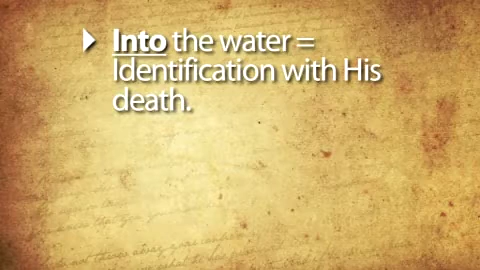 Into the water =
Identification with His
death.